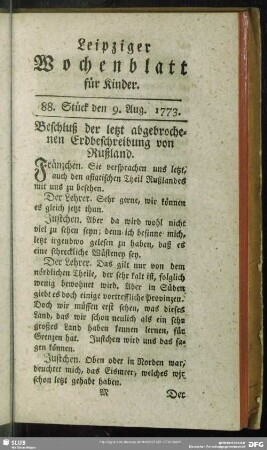 Leipziger
Wochenblatt
für Kinder.
88. Stück den 9. Aug. 1773.
Beschluß der letzt abgebroche-
nen Erdbeschreibung von
Rußland.
Fränzchen. Sie versprachen uns letzt,
auch den asiatischen Theil Rußlandes
mit uns zu besehen.
Der Lehrer. Sehr gerne, wir können
es gleich jetzt thun.
Justchen. Aber da wird wohl nicht
viel zu sehen seyn; denn ich besinne mich,
letzt irgendwo gelesen zu haben, daß es
eine schreckliche Wüsteney sey.
Der Lehrer. Das gilt nur von dem
nördlichen Theile, der sehr kalt ist, folglich
wenig bewohnt wird. Aber in Süden
giebt es doch einige vortreffliche Provinzen.
Doch wir müssen erst sehen, was dieses
Land, das wir schon neulich als ein sehr
großes Land haben kennen lernen, für
Grenzen hat. Justchen wird uns das sa-
gen können.
Justchen. Oben oder in Norden war,
deuchtet mich, das Eismeer, welches wir
schon letzt gehabt haben.
M Der
SLUB
DFG